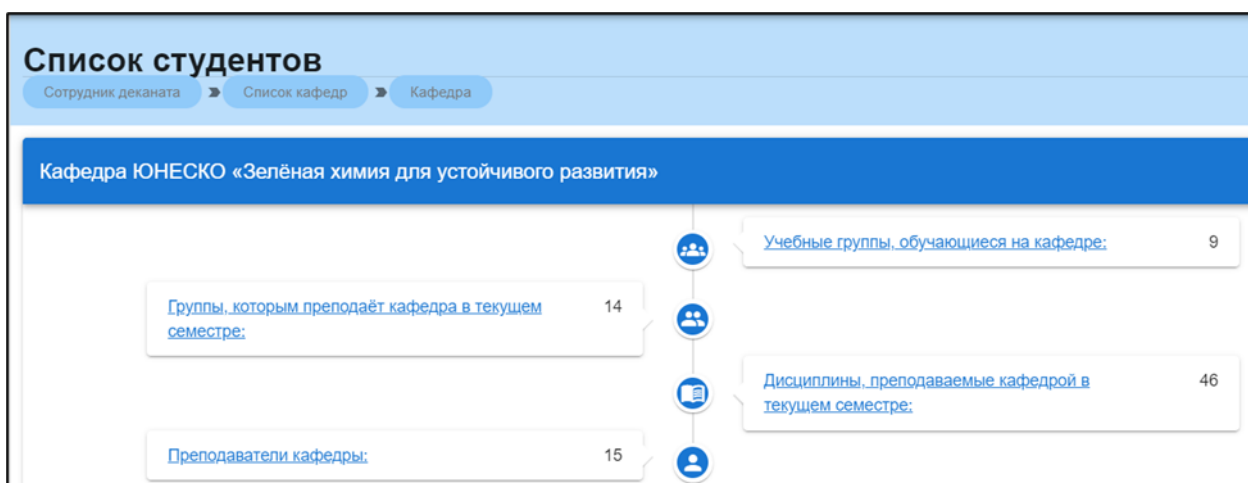 Список студентов
Сотрудник деканата
Список кафедр
Кафедра
Кафедра ЮНЕСКО «Зелёная химия для устойчивого развития»
Учебные группы, обучающиеся на кафедре: 9
Группы, которым преподаёт кафедра в текущем 14
семестре:
Дисциплины, преподаваемые кафедрой в 46
текущем семестре:
Преподаватели кафедры: 15